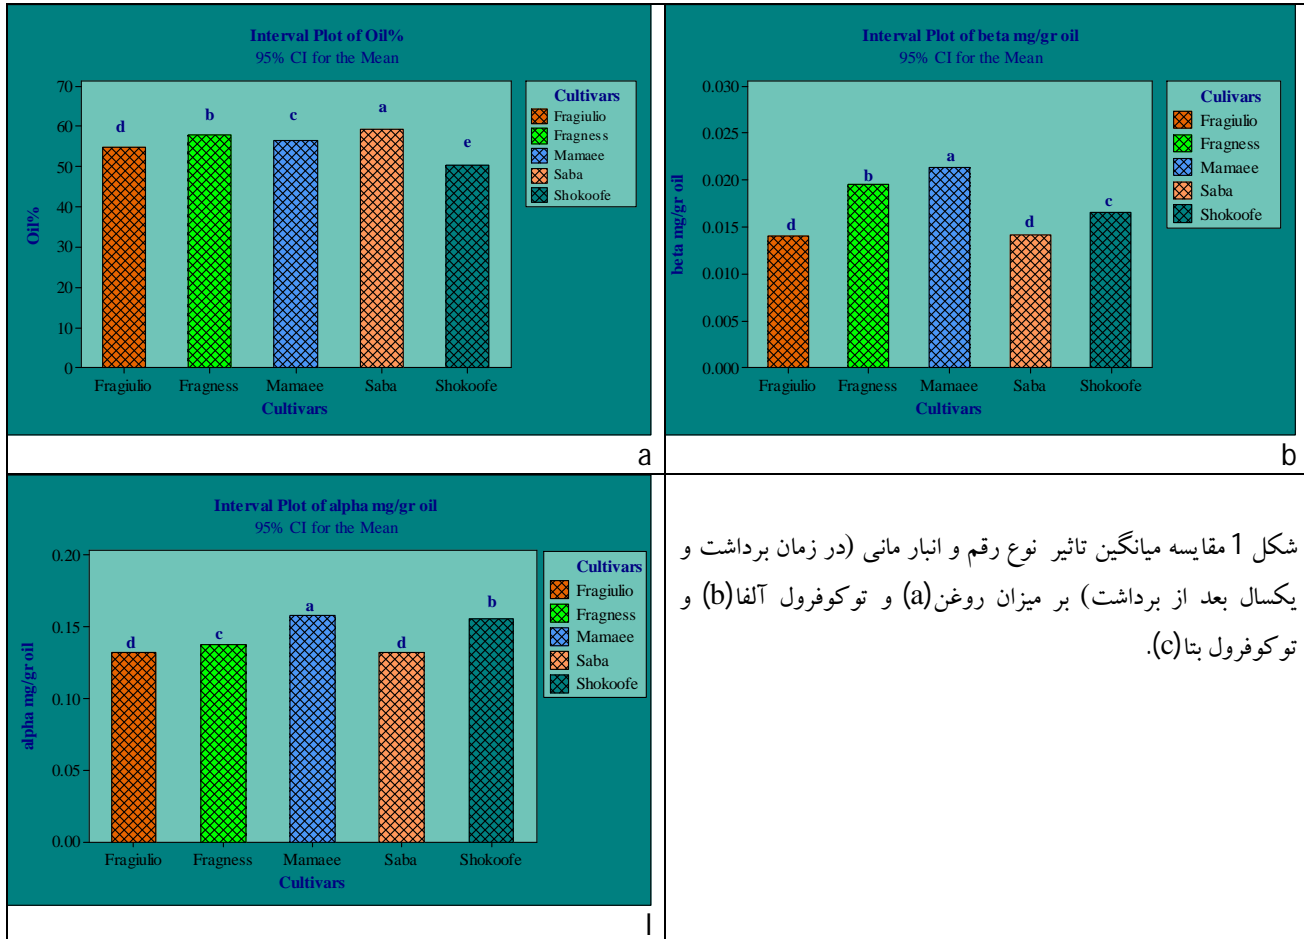 Interval Plot of Oil%
95% CI for the Mean
70
60
50
40
30
20
10
0
Oil%
d
b
c
a
e
Fragiulio
Fragness
Mamaee
Saba
Shokoofe
Cultivars
Cultivars
Fragiulio
Fragness
Mamaee
Saba
Shokoofe
a
Interval Plot of beta mg/gr oil
95% CI for the Mean
0.030
0.025
0.020
0.015
0.010
0.005
0.000
beta mg/gr oil
d
b
a
d
c
Fragiulio
Fragness
Mamaee
Saba
Shokoofe
Cultivars
Culivars
Fragiulio
Fragness
Mamaee
Saba
Shokoofe
b
Interval Plot of alpha mg/gr oil
95% CI for the Mean
0.20
0.15
0.10
0.05
0.00
alpha mg/gr oil
d
c
a
d
b
Fragiulio
Fragness
Mamaee
Saba
Shokoofe
Cultivars
Cultivars
Fragiulio
Fragness
Mamaee
Saba
Shokoofe
l
شکل 1 مقایسه میانگین تاثیر نوع رقم و انبار مانی (در زمان برداشت و
یکسال بعد از برداشت) بر میزان روغن(a) و توکوفرول آلفا(b) و
توکوفرول بتا(c).